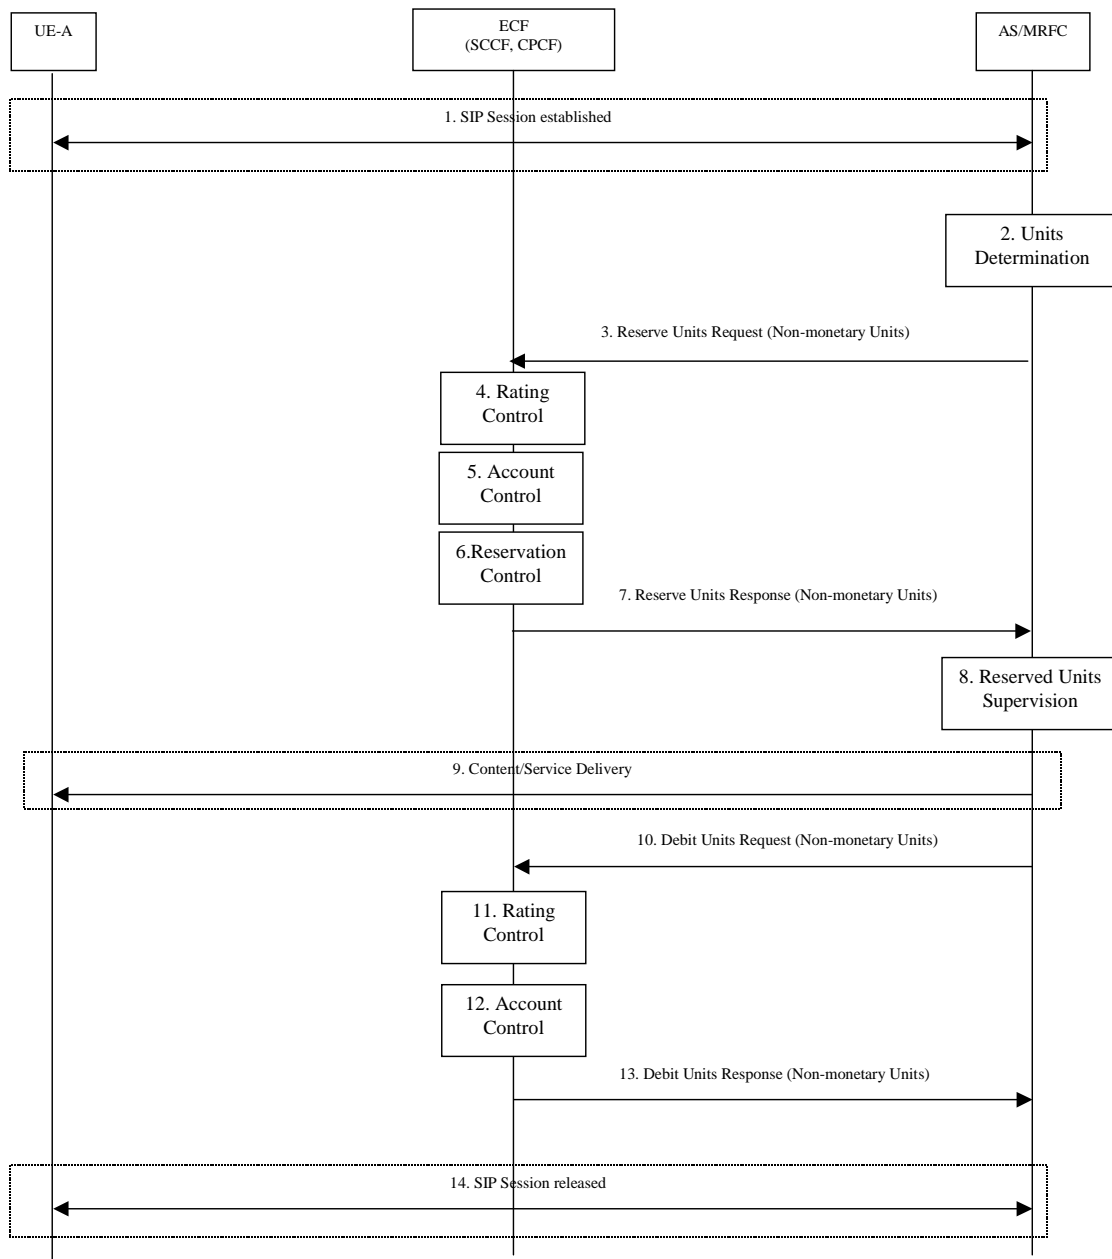 UE-A
ECF
(SCCF, CPCF)
AS/MRFC
1. SIP Session established
2. Units
Determination
3. Reserve Units Request (Non-monetary Units)
4. Rating
Control
5. Account
Control
6.Reservation
Control
7. Reserve Units Response (Non-monetary Units)
8. Reserved Units
Supervision
9. Content/Service Delivery
10. Debit Units Request (Non-monetary Units)
11. Rating
Control
12. Account
Control
13. Debit Units Response (Non-monetary Units)
14. SIP Session released